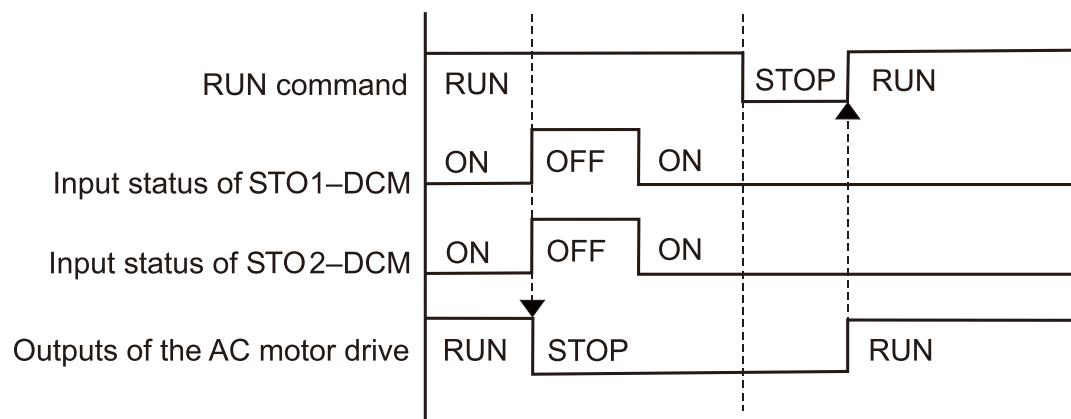 RUN command
RUN
STOP
RUN
Input status of STO1–DCM
ON
OFF
ON
Input status of STO2–DCM
ON
OFF
ON
Outputs of the AC motor drive
RUN
STOP
RUN